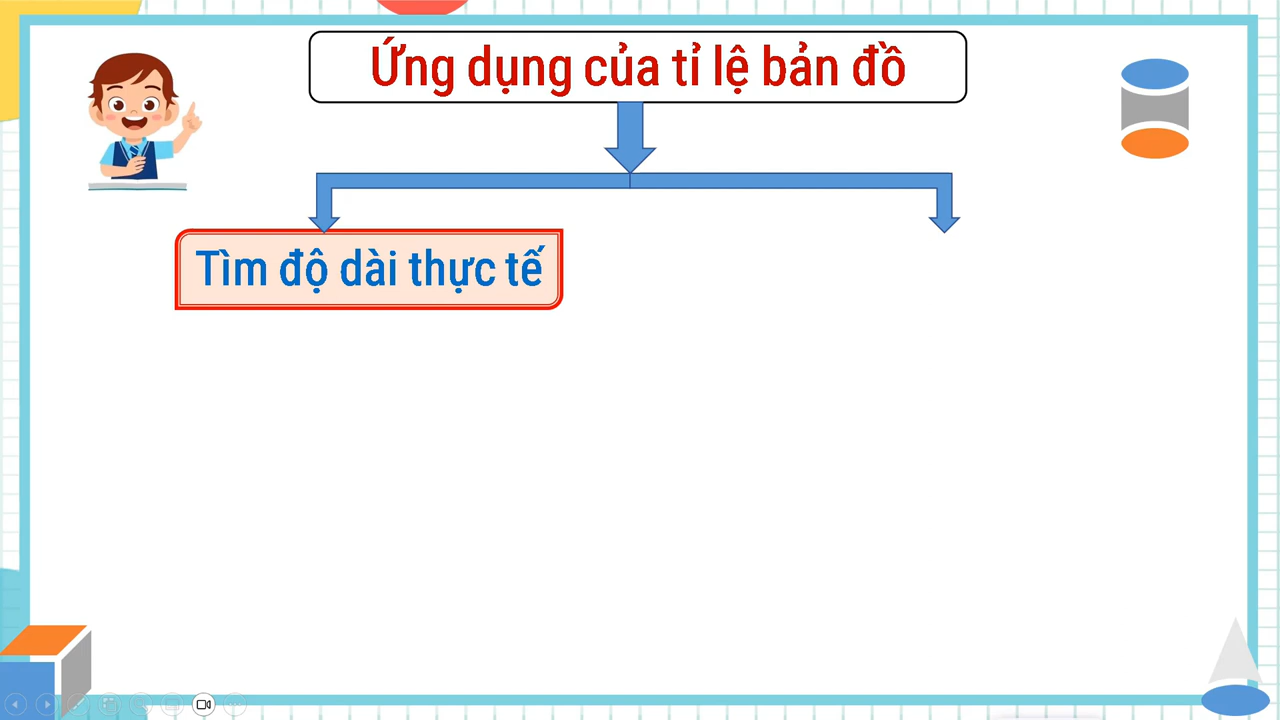 Ứng dụng của tỉ lệ bản đồ
Tìm độ dài thực tế